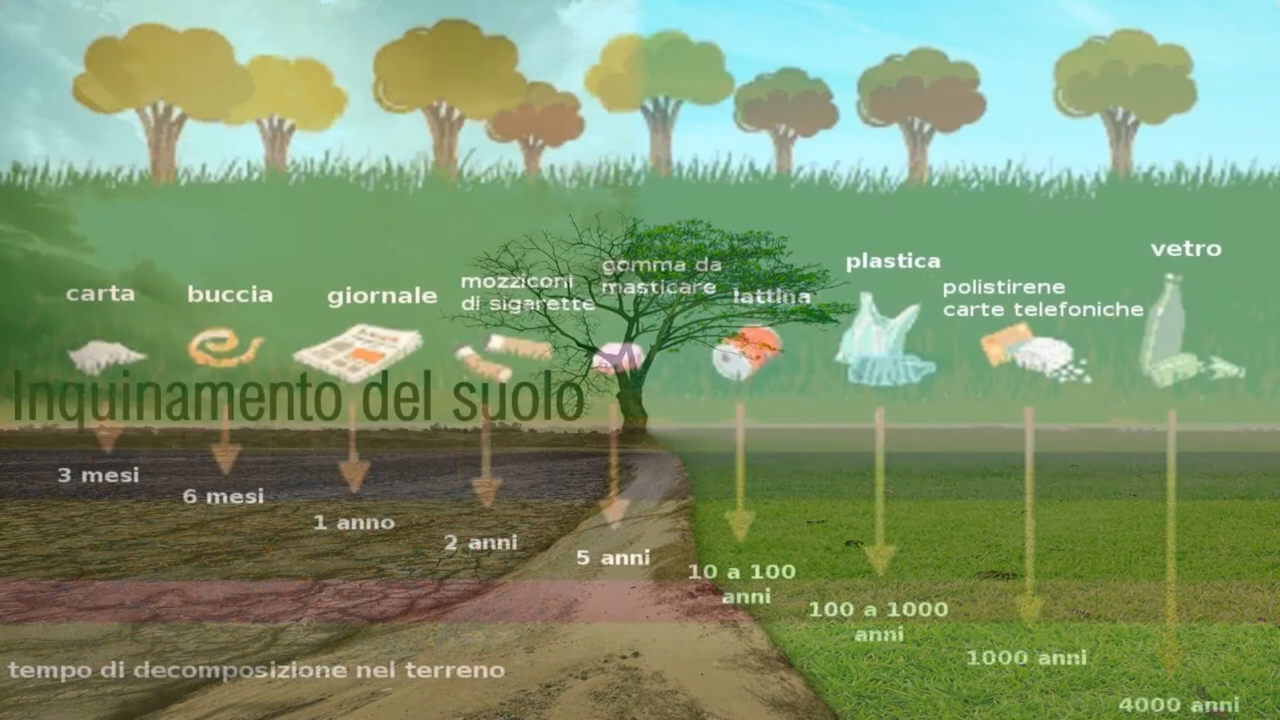 vetro
plastica
gomma da
masticare
mozziconi
di sigarette
polistirene
carte telefoniche
carta
buccia
giornale
lattina
Inquinamento del suolo
3 mesi
6 mesi
1 anno
2 anni
5 anni
10 a 100
anni
100 a 1000
anni
1000 anni
tempo di decomposizione nel terreno
4000 anni